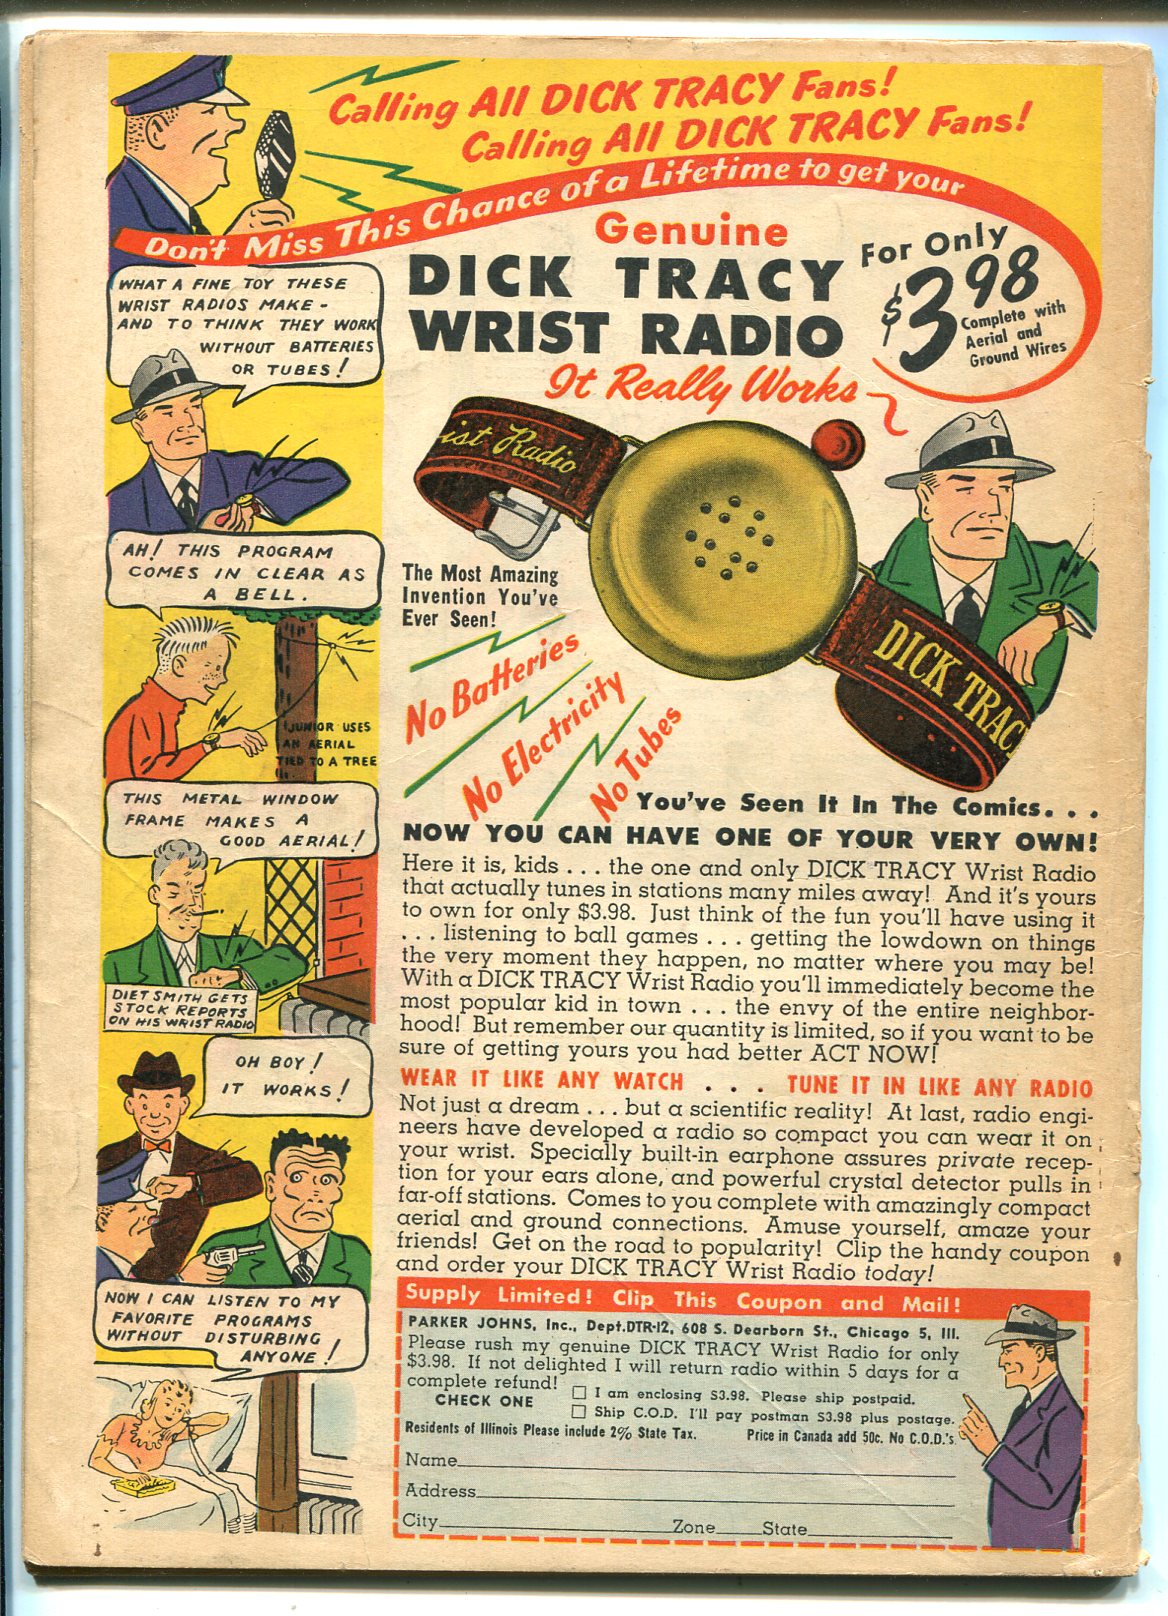 Calling All DICK TRACY Fans!
Calling All DICK TRACY Fans!
Don't Miss This Chance of a Lifetime to get your
Genuine
DICK TRACY
WRIST RADIO
For Only
$3.98
Complete with
Aerial and
Ground Wires
It Really Works
WHAT A FINE TOY THESE
WRIST RADIOS MAKE -
AND TO THINK THEY WORK
WITHOUT BATTERIES
OR TUBES!
AH! THIS PROGRAM
COMES IN CLEAR AS
A BELL.
JUNIOR USES
AN AERIAL
TIED TO A TREE
THIS METAL WINDOW
FRAME MAKES A
GOOD AERIAL!
DIET SMITH GETS
STOCK REPORTS
ON HIS WRIST RADIO
OH BOY!
IT WORKS!
NOW I CAN LISTEN TO MY
FAVORITE PROGRAMS
WITHOUT DISTURBING
ANYONE!
ist Radio
DICK TRAC
The Most Amazing
Invention You've
Ever Seen!
No Batteries
No Electricity
No Tubes
You've Seen It In The Comics...
NOW YOU CAN HAVE ONE OF YOUR VERY OWN!
Here it is, kids ... the one and only DICK TRACY Wrist Radio
that actually tunes in stations many miles away! And it's yours
to own for only $3.98. Just think of the fun you'll have using it
... listening to ball games ... getting the lowdown on things
the very moment they happen, no matter where you may be!
With a DICK TRACY Wrist Radio you'll immediately become the
most popular kid in town ... the envy of the entire neighbor-
hood! But remember our quantity is limited, so if you want to be
sure of getting yours you had better ACT NOW!
WEAR IT LIKE ANY WATCH . . . TUNE IT IN LIKE ANY RADIO
Not just a dream ... but a scientific reality! At last, radio engi-
neers have developed a radio so compact you can wear it on
your wrist. Specially built-in earphone assures private recep-
tion for your ears alone, and powerful crystal detector pulls in
far-off stations. Comes to you complete with amazingly compact
aerial and ground connections. Amuse yourself, amaze your
friends! Get on the road to popularity! Clip the handy coupon
and order your DICK TRACY Wrist Radio today!
Supply Limited! Clip This Coupon and Mail!
PARKER JOHNS, Inc., Dept.DTR-12, 608 S. Dearborn St., Chicago 5, Ill.
Please rush my genuine DICK TRACY Wrist Radio for only
$3.98. If not delighted I will return radio within 5 days for a
complete refund!
CHECK ONE
I am enclosing $3.98. Please ship postpaid.
Ship C.O.D. I'll pay postman $3.98 plus postage.
Residents of Illinois Please include 2% State Tax. Price in Canada add 50c. No C.O.D.'s.
Name
Address
City Zone State